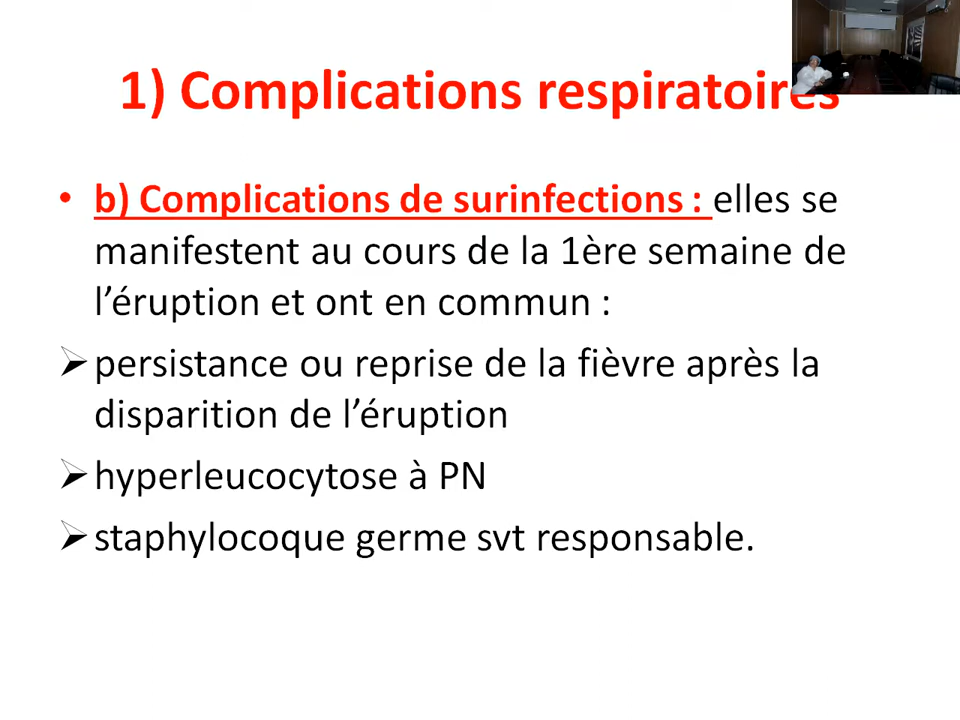 1) Complications respiratoires
• b) Complications de surinfections : elles se
manifestent au cours de la 1ère semaine de
l’éruption et ont en commun :
➢ persistance ou reprise de la fièvre après la
disparition de l’éruption
➢ hyperleucocytose à PN
➢ staphylocoque germe svt responsable.